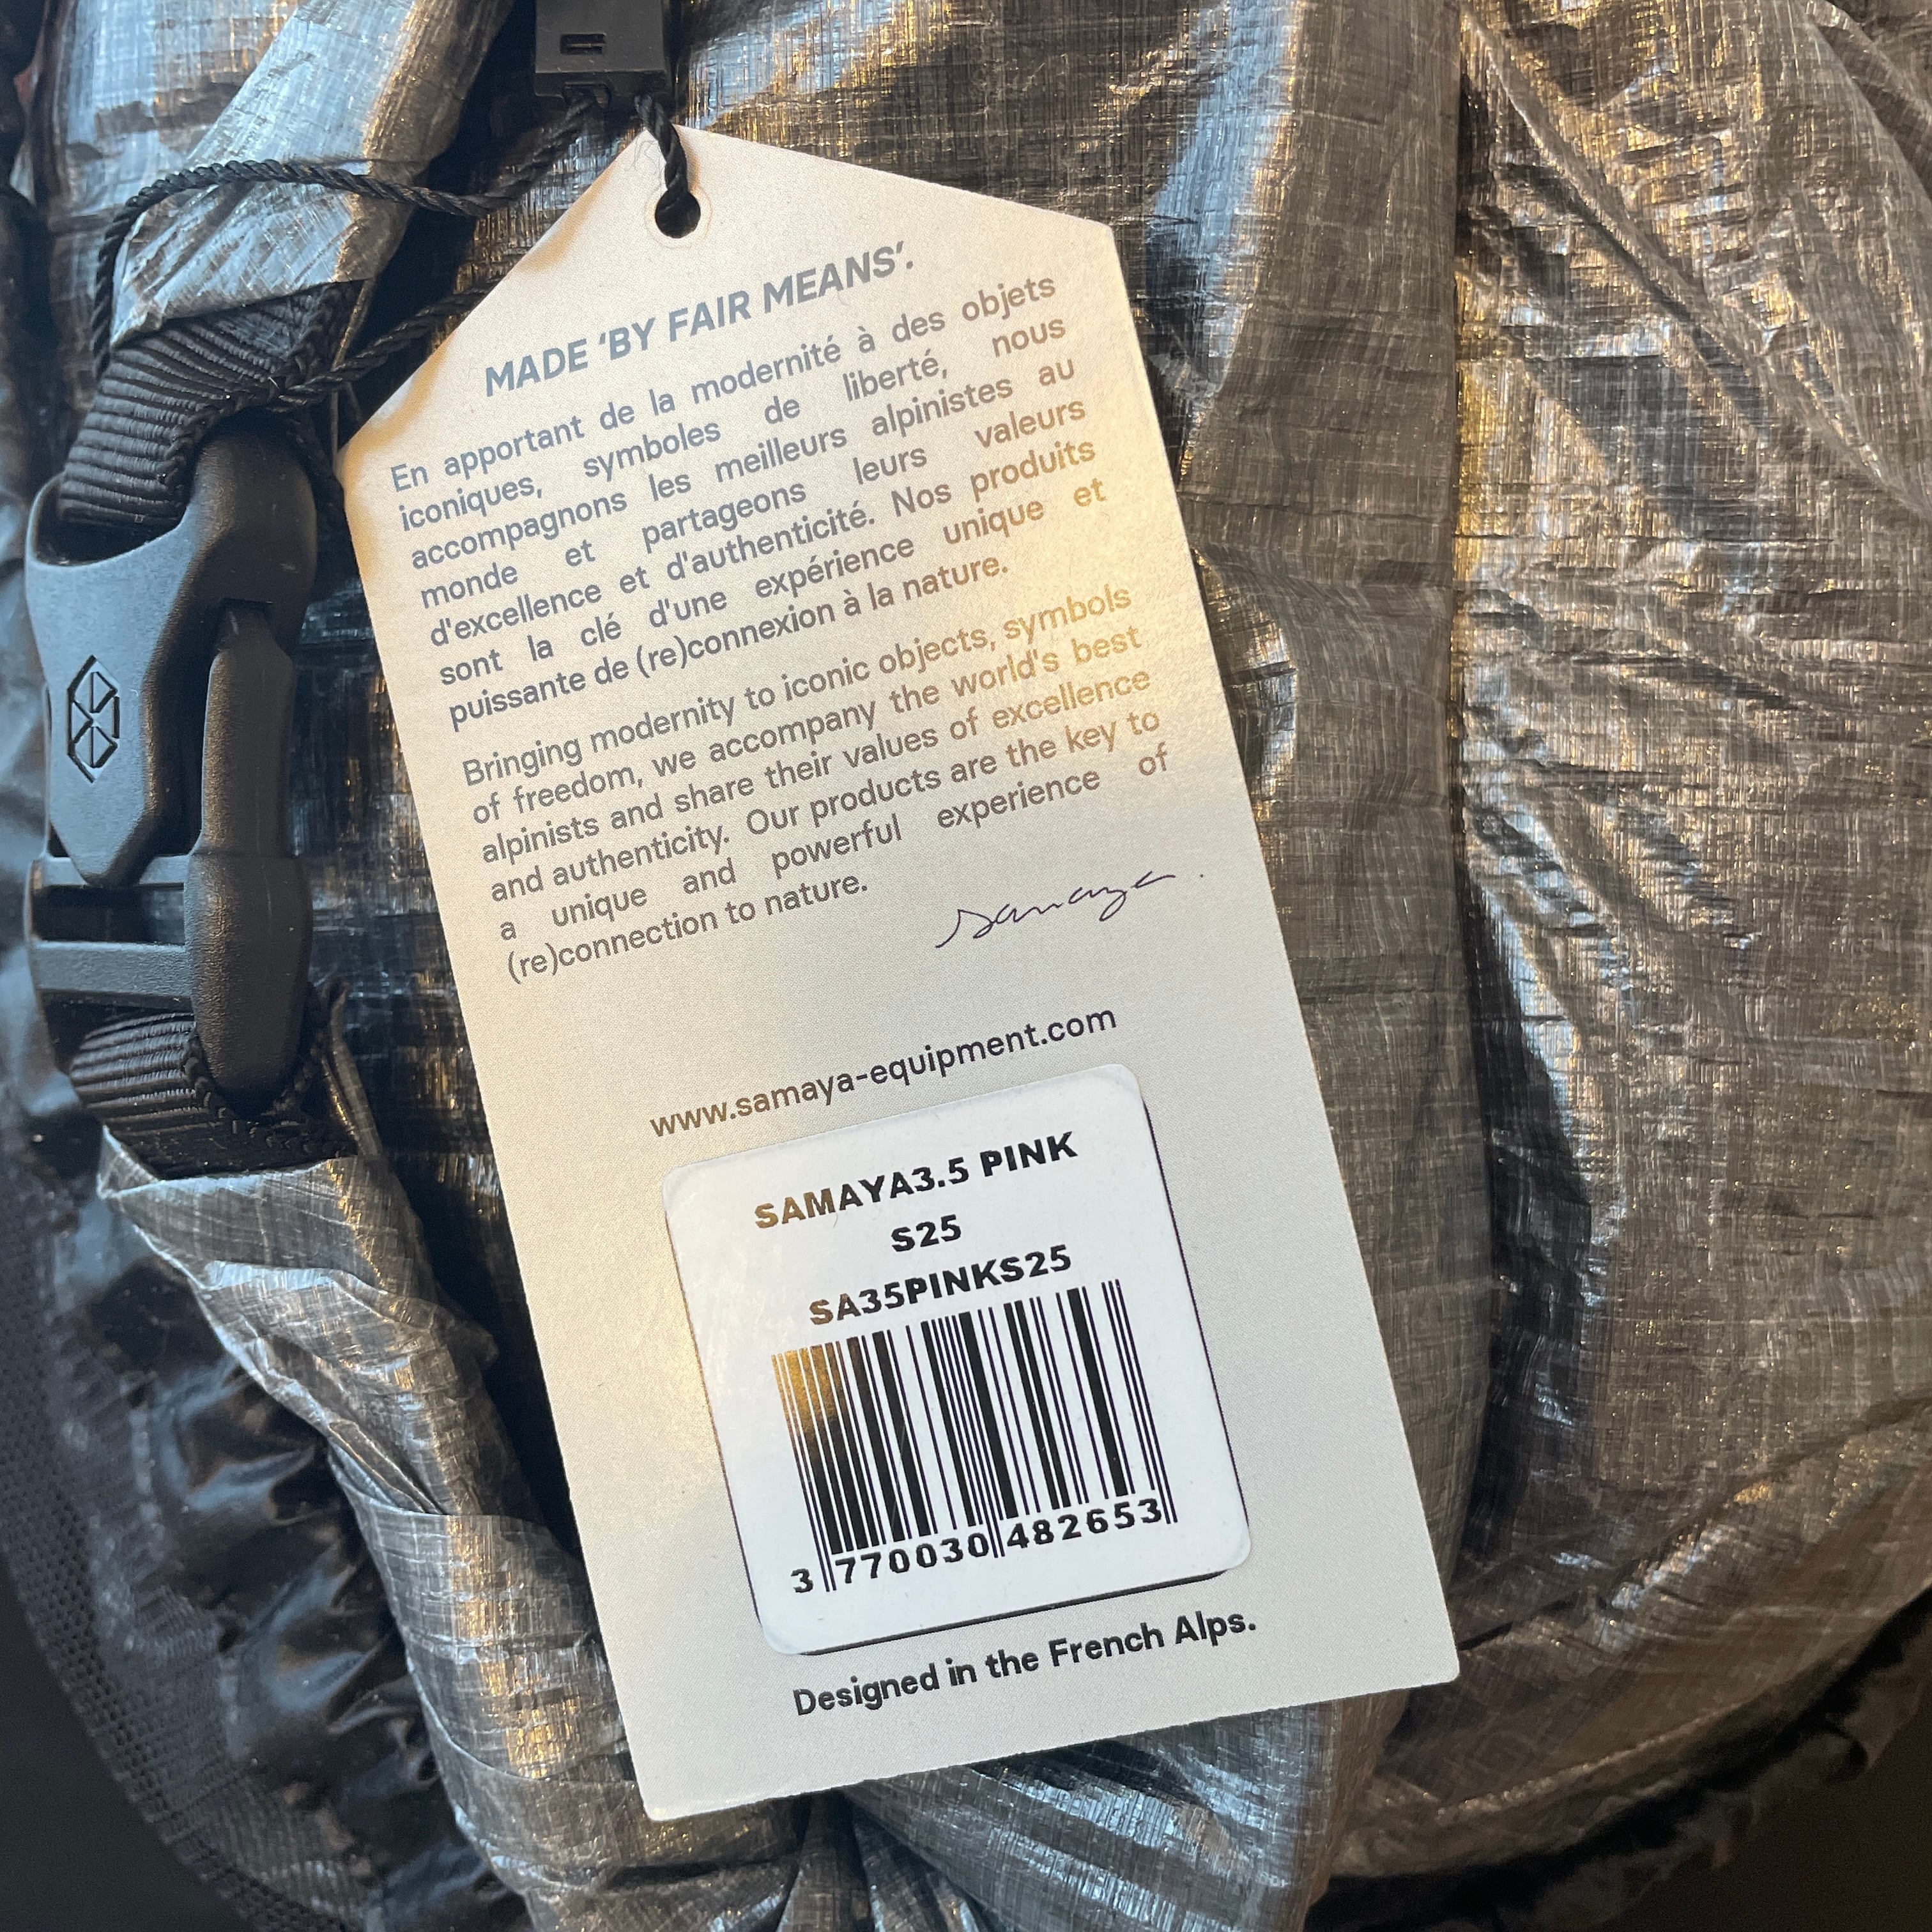 MADE ‘BY FAIR MEANS’.
En apportant de la modernité à des objets
iconiques, symboles de liberté, nous
accompagnons les meilleurs alpinistes au
monde et partageons leurs valeurs
d'excellence et d'authenticité. Nos produits
sont la clé d'une expérience unique et
puissante de (re)connexion à la nature.
Bringing modernity to iconic objects, symbols
of freedom, we accompany the world's best
alpinists and share their values of excellence
and authenticity. Our products are the key to
a unique and powerful experience of
(re)connection to nature.
Samaya.
www.samaya-equipment.com
SAMAYA3.5 PINK
S25
SA35PINKS25
3 770030 482653
Designed in the French Alps.